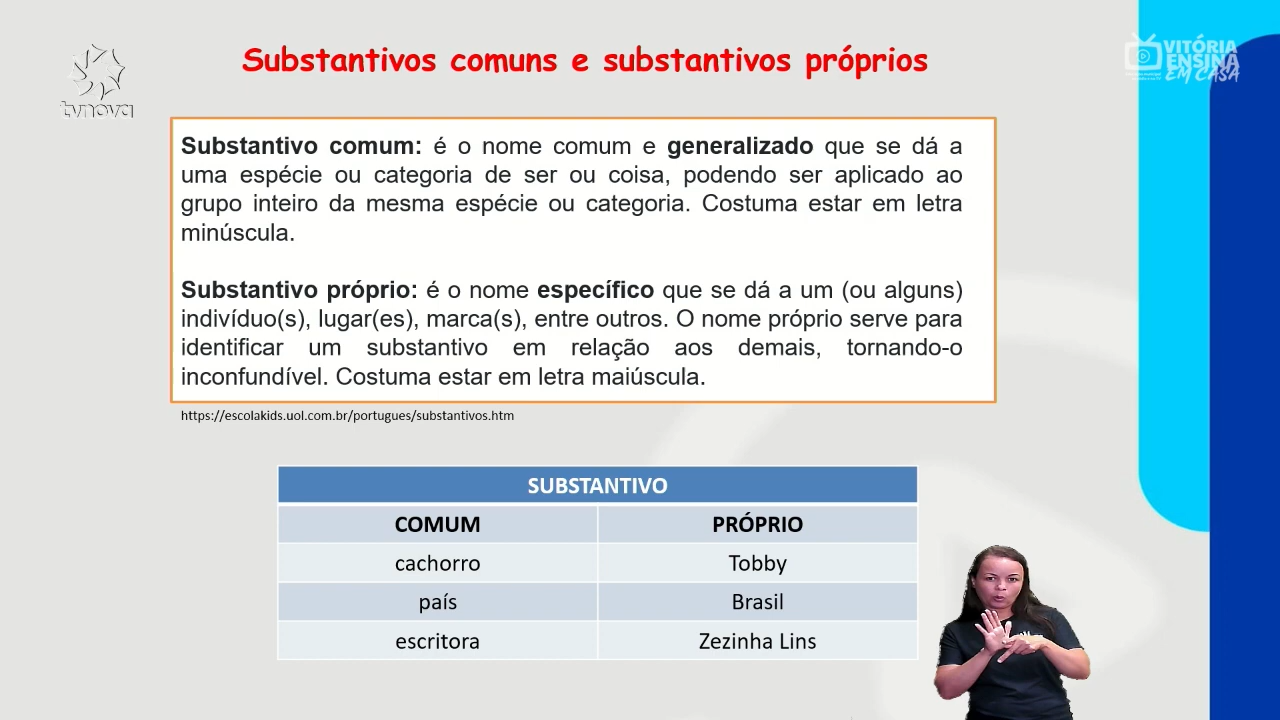 Substantivos comuns e substantivos próprios
tvnova
VITÓRIA
ENSINA
EM CASA
Substantivo comum: é o nome comum e generalizado que se dá a
uma espécie ou categoria de ser ou coisa, podendo ser aplicado ao
grupo inteiro da mesma espécie ou categoria. Costuma estar em letra
minúscula.
Substantivo próprio: é o nome específico que se dá a um (ou alguns)
indivíduo(s), lugar(es), marca(s), entre outros. O nome próprio serve para
identificar um substantivo em relação aos demais, tornando-o
inconfundível. Costuma estar em letra maiúscula.
https://escolakids.uol.com.br/portugues/substantivos.htm
SUBSTANTIVO
COMUM PRÓPRIO
cachorro Tobby
país Brasil
escritora Zezinha Lins